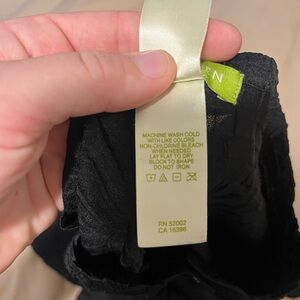 MACHINE WASH COLD
WITH LIKE COLORS
NON-CHLORINE BLEACH
WHEN NEEDED
LAY FLAT TO DRY
BLOCK TO SHAPE
DO NOT IRON
RN 52002
CA 16396